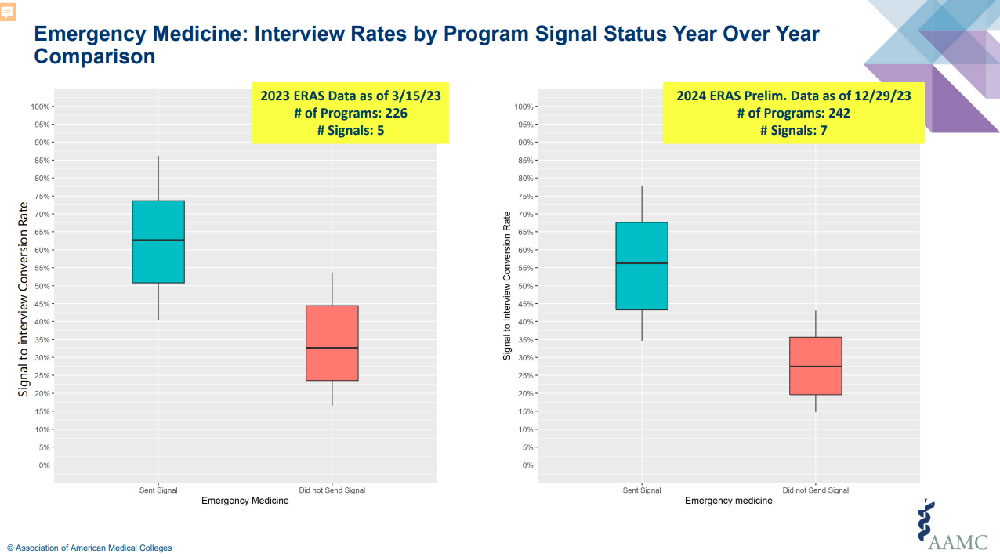 Emergency Medicine: Interview Rates by Program Signal Status Year Over Year
Comparison
2023 ERAS Data as of 3/15/23
# of Programs: 226
# Signals: 5
100%
95%
90%
85%
80%
75%
70%
65%
60%
55%
50%
45%
40%
35%
30%
25%
20%
15%
10%
5%
0%
Signal to interview Conversion Rate
Sent Signal
Did not Send Signal
Emergency Medicine
2024 ERAS Prelim. Data as of 12/29/23
# of Programs: 242
# Signals: 7
100%
95%
90%
85%
80%
75%
70%
65%
60%
55%
50%
45%
40%
35%
30%
25%
20%
15%
10%
5%
0%
Signal to Interview Conversion Rate
Sent Signal
Did not Send Signal
Emergency medicine
© Association of American Medical Colleges
AAMC